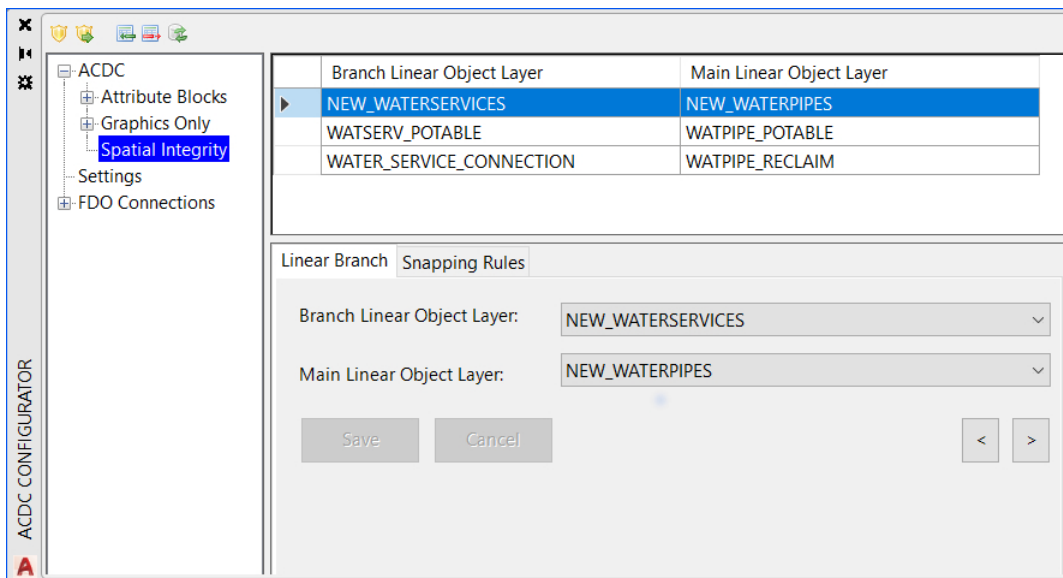 ACDC
Attribute Blocks
Graphics Only
Spatial Integrity
Settings
FDO Connections
Branch Linear Object Layer Main Linear Object Layer
NEW_WATERSERVICES NEW_WATERPIPES
WATSERV_POTABLE WATPIPE_POTABLE
WATER_SERVICE_CONNECTION WATPIPE_RECLAIM
Linear Branch Snapping Rules
Branch Linear Object Layer: NEW_WATERSERVICES
Main Linear Object Layer: NEW_WATERPIPES
Save Cancel < >
ACDC CONFIGURATOR
A